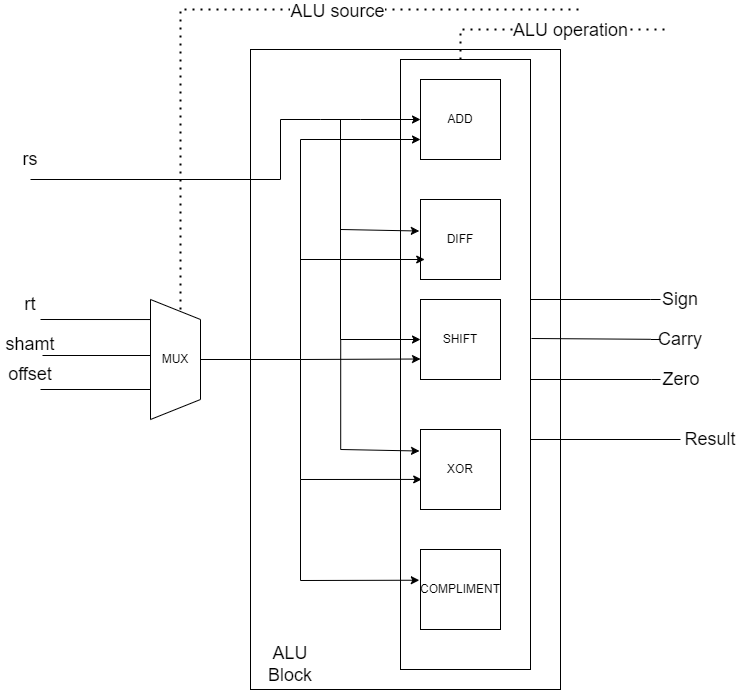 ALU source
ALU operation
ADD
rs
DIFF
rt
Sign
shamt
MUX
SHIFT
Carry
offset
Zero
Result
XOR
COMPLIMENT
ALU
Block